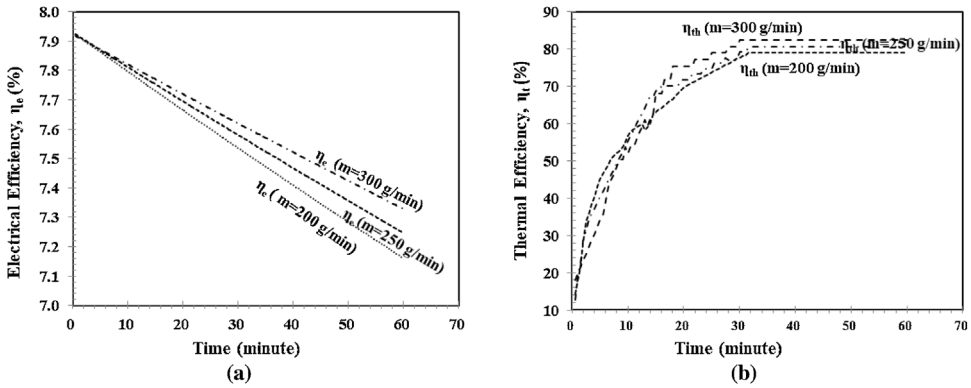 8.0
7.9
7.8
7.7
7.6
7.5
7.4
7.3
7.2
7.1
7.0
Electrical Efficiency, ηe (%)
ηe (m=300 g/min)
ηe (m=250 g/min)
ηe ( m=200 g/min)
0 10 20 30 40 50 60 70
Time (minute)
(a)
90
80
70
60
50
40
30
20
10
Thermal Efficiency, ηt (%)
ηth (m=300 g/min)
ηth (m=250 g/min)
ηth (m=200 g/min)
0 10 20 30 40 50 60 70
Time (minute)
(b)